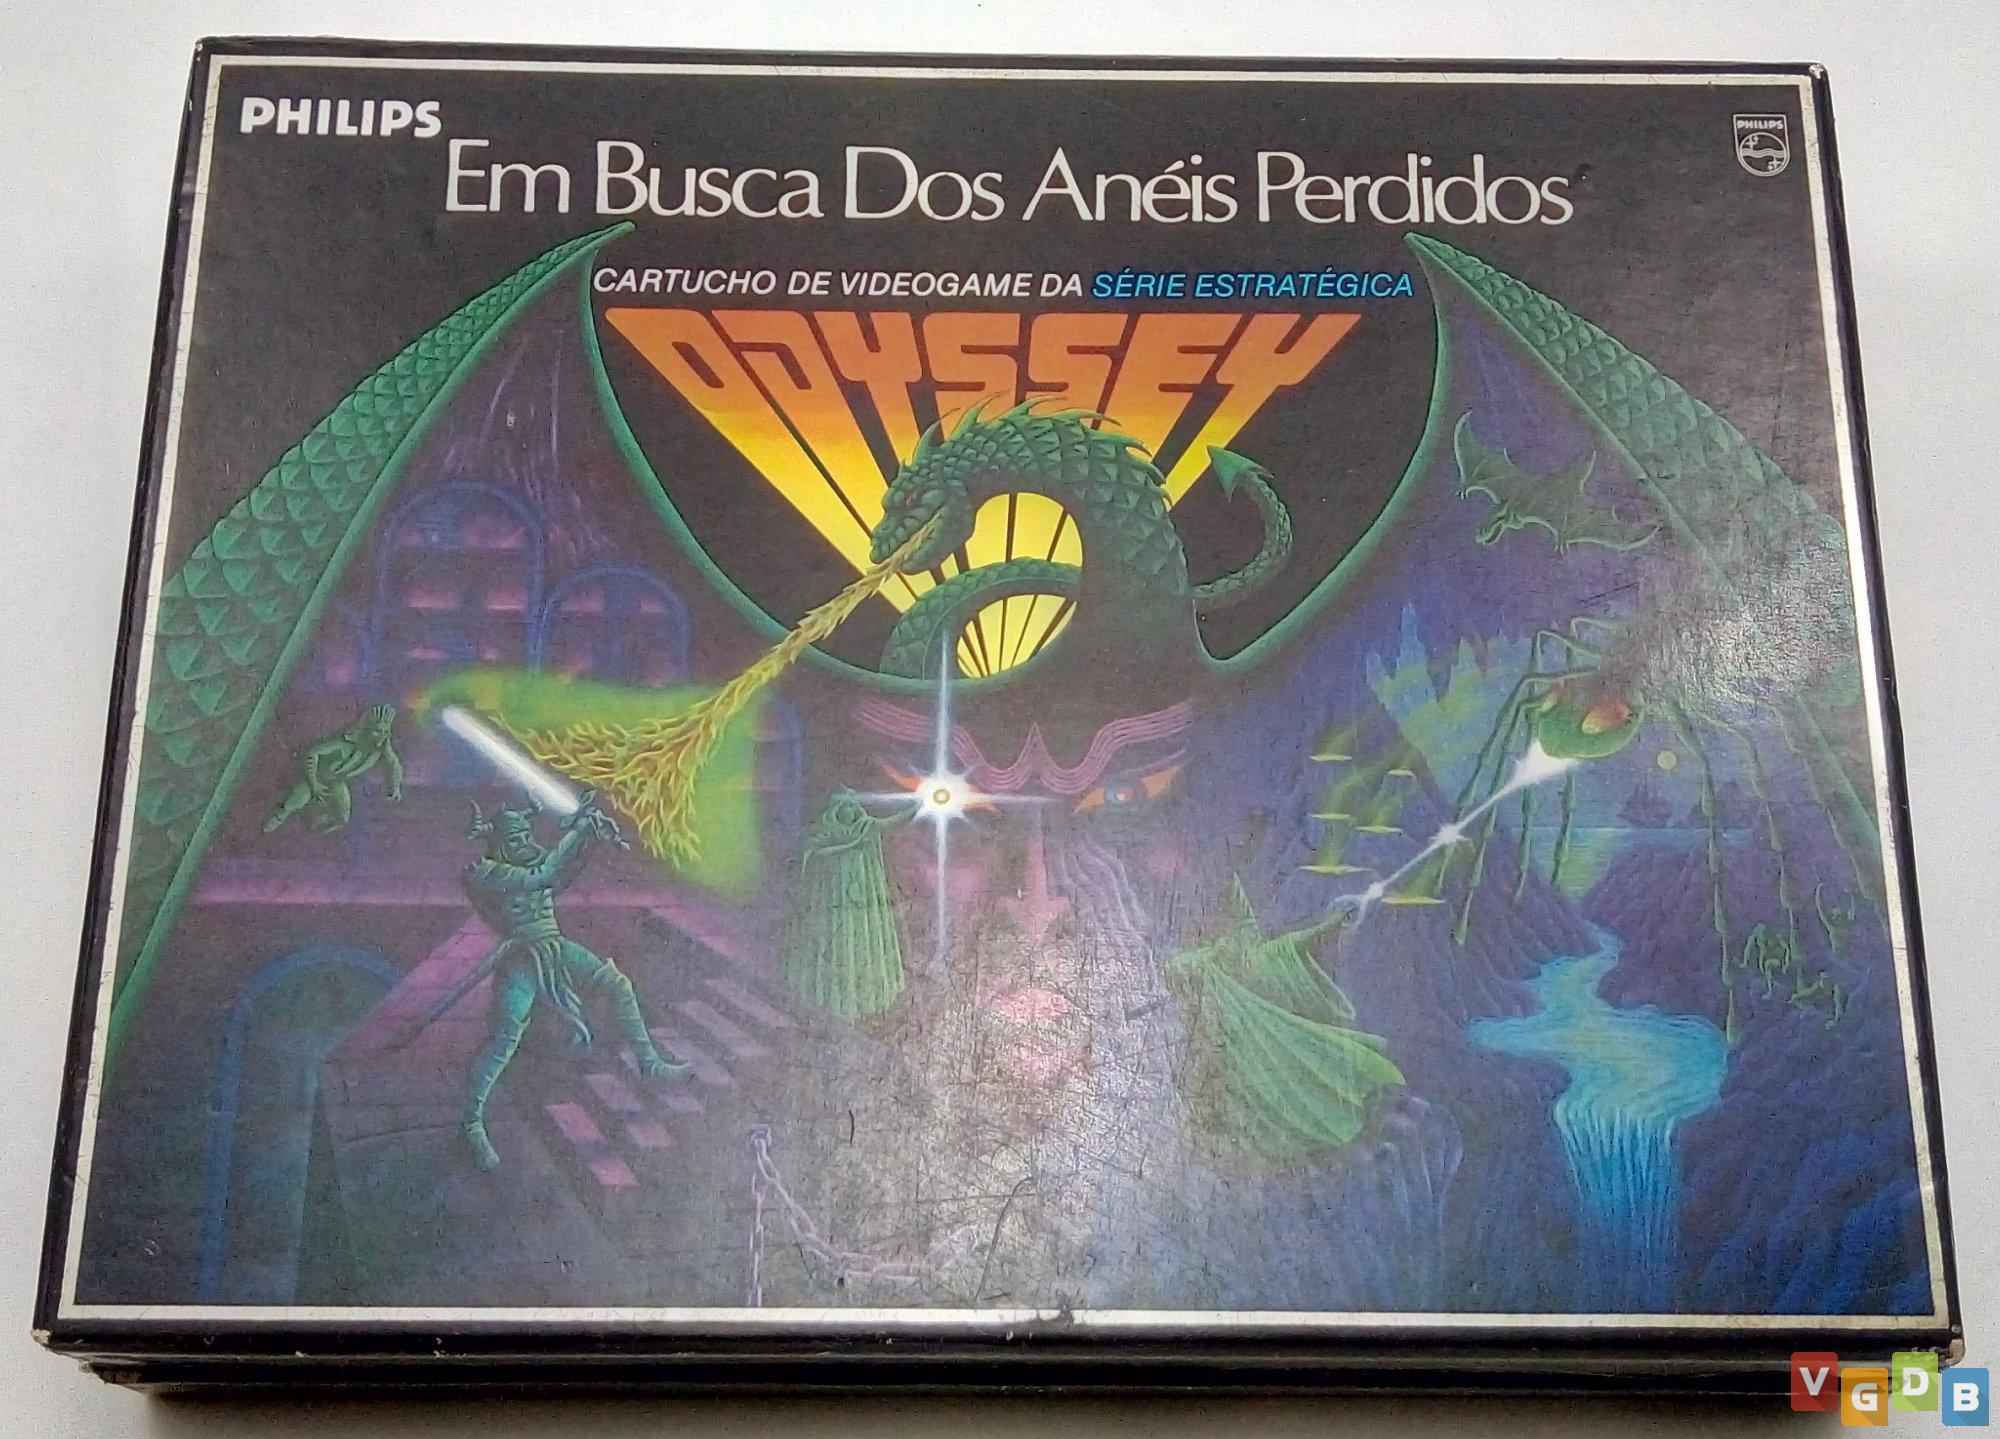 PHILIPS
PHILIPS
Em Busca Dos Anéis Perdidos
CARTUCHO DE VIDEOGAME DA SÉRIE ESTRATÉGICA
ODYSSEY
VGDB